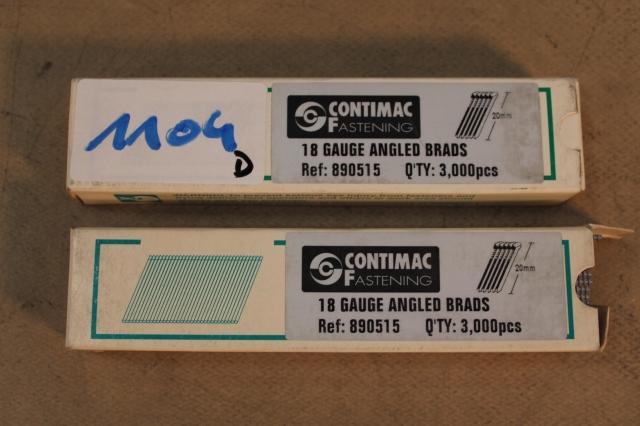 1104
D
CONTIMAC
FASTENING
20mm
18 GAUGE ANGLED BRADS
Ref: 890515 Q'TY: 3,000pcs
CONTIMAC
FASTENING
20mm
18 GAUGE ANGLED BRADS
Ref: 890515 Q'TY: 3,000pcs